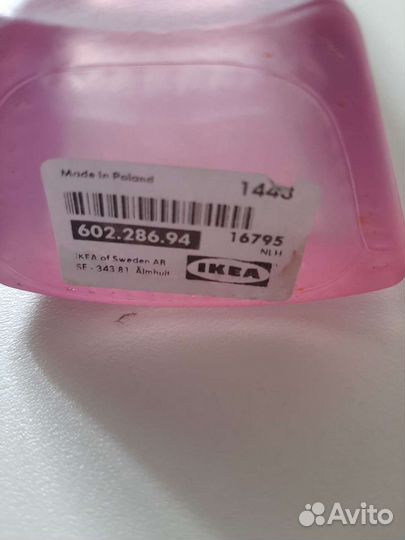 Made in Poland
1443
602.286.94
16795
NLH
IKEA of Sweden AB
SE - 343 81 Älmhult
IKEA
Avito